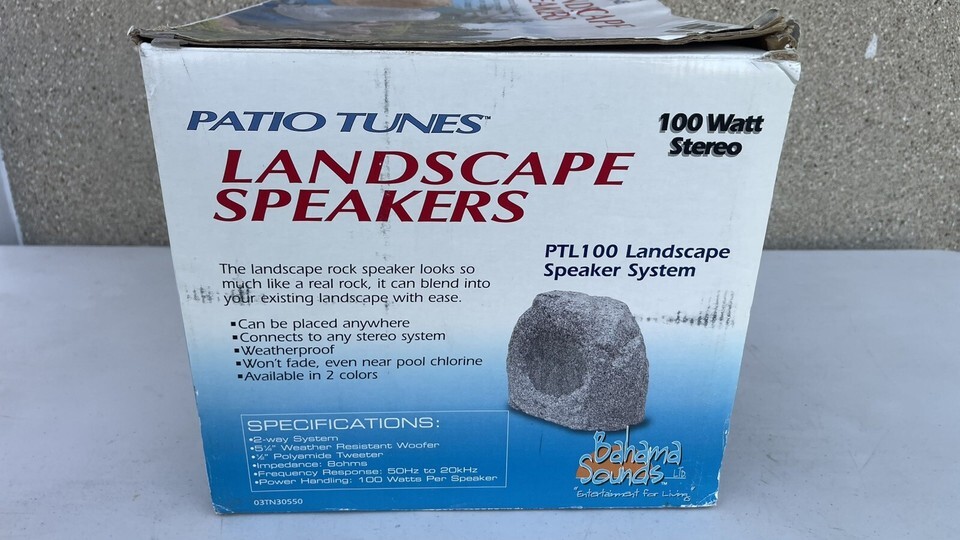 SPEAKERS
PATIO TUNES™
100 Watt
Stereo
LANDSCAPE
SPEAKERS
PTL100 Landscape
Speaker System
The landscape rock speaker looks so
much like a real rock, it can blend into
your existing landscape with ease.
▪Can be placed anywhere
▪Connects to any stereo system
▪Weatherproof
▪Won't fade, even near pool chlorine
▪Available in 2 colors
SPECIFICATIONS:
•2-way System
•5¼" Weather Resistant Woofer
•Polyamide Tweeter
•Impedance: 8ohms
•Frequency Response: 50Hz to 20kHz
•Power Handling: 100 Watts Per Speaker
03TN30550
Bahama
Sounds LTD
Entertainment for Living